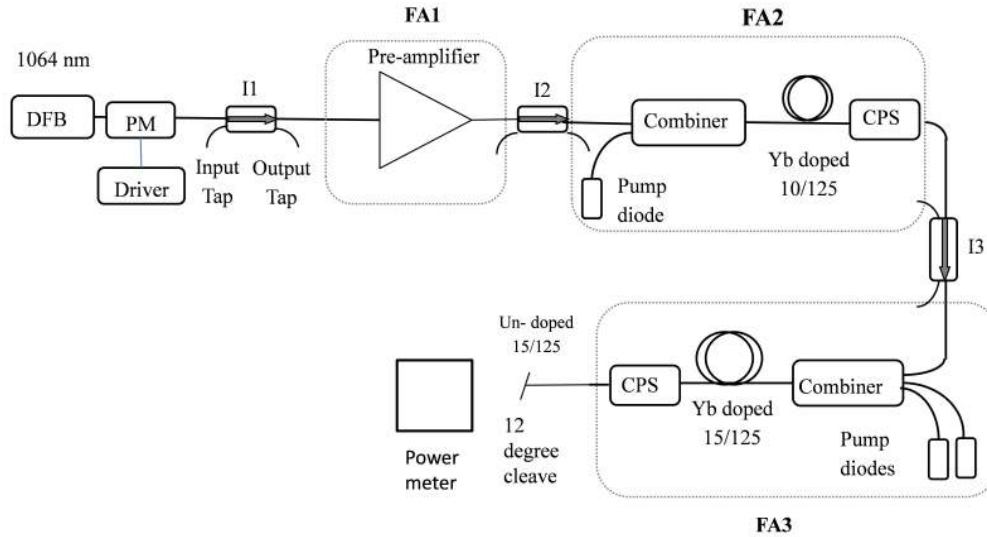 FA1
FA2
1064 nm
Pre-amplifier
I1
I2
DFB
PM
Combiner
CPS
Input
Tap
Output
Tap
Driver
Pump
diode
Yb doped
10/125
I3
Un- doped
15/125
CPS
Combiner
Yb doped
15/125
12
degree
cleave
Power
meter
Pump
diodes
FA3